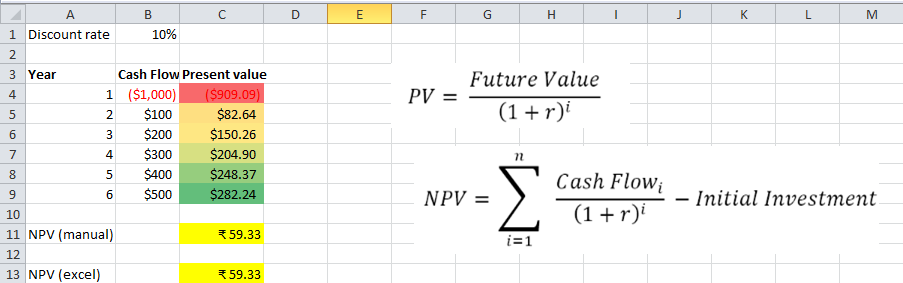 A B C D E F G H I J K L M
1 Discount rate 10%
2
3 Year Cash Flow Present value
4 1 ($1,000) ($909.09)
5 2 $100 $82.64
6 3 $200 $150.26
7 4 $300 $204.90
8 5 $400 $248.37
9 6 $500 $282.24
10
11 NPV (manual) ₹ 59.33
12
13 NPV (excel) ₹ 59.33
PV = Future Value / (1 + r)^i
NPV = ∑_{i=1}^{n} Cash Flow_i / (1 + r)^i − Initial Investment